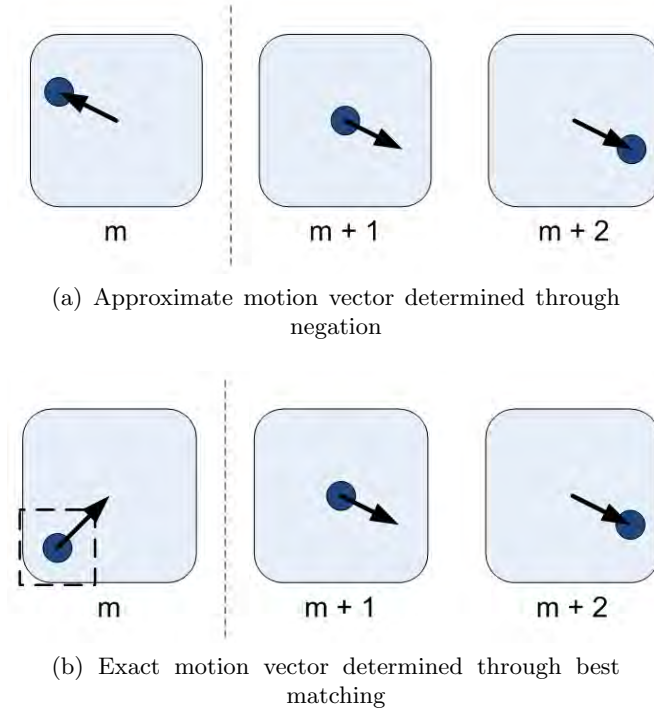 m
m + 1
m + 2
(a) Approximate motion vector determined through
negation
m
m + 1
m + 2
(b) Exact motion vector determined through best
matching